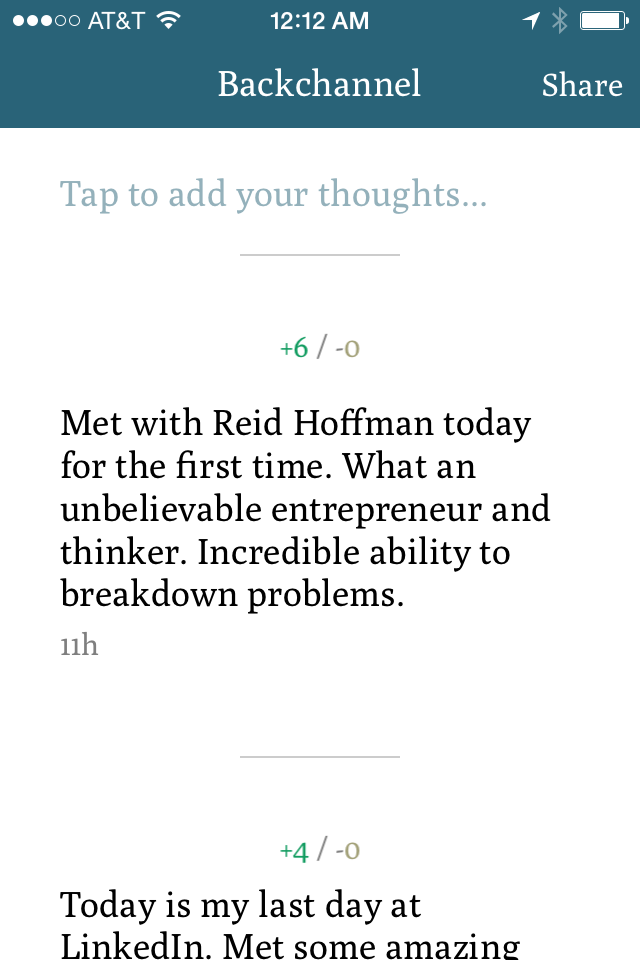 AT&T 12:12 AM
Backchannel Share
Tap to add your thoughts...
+6 / -0
Met with Reid Hoffman today
for the first time. What an
unbelievable entrepreneur and
thinker. Incredible ability to
breakdown problems.
11h
+4 / -0
Today is my last day at
LinkedIn. Met some amazing